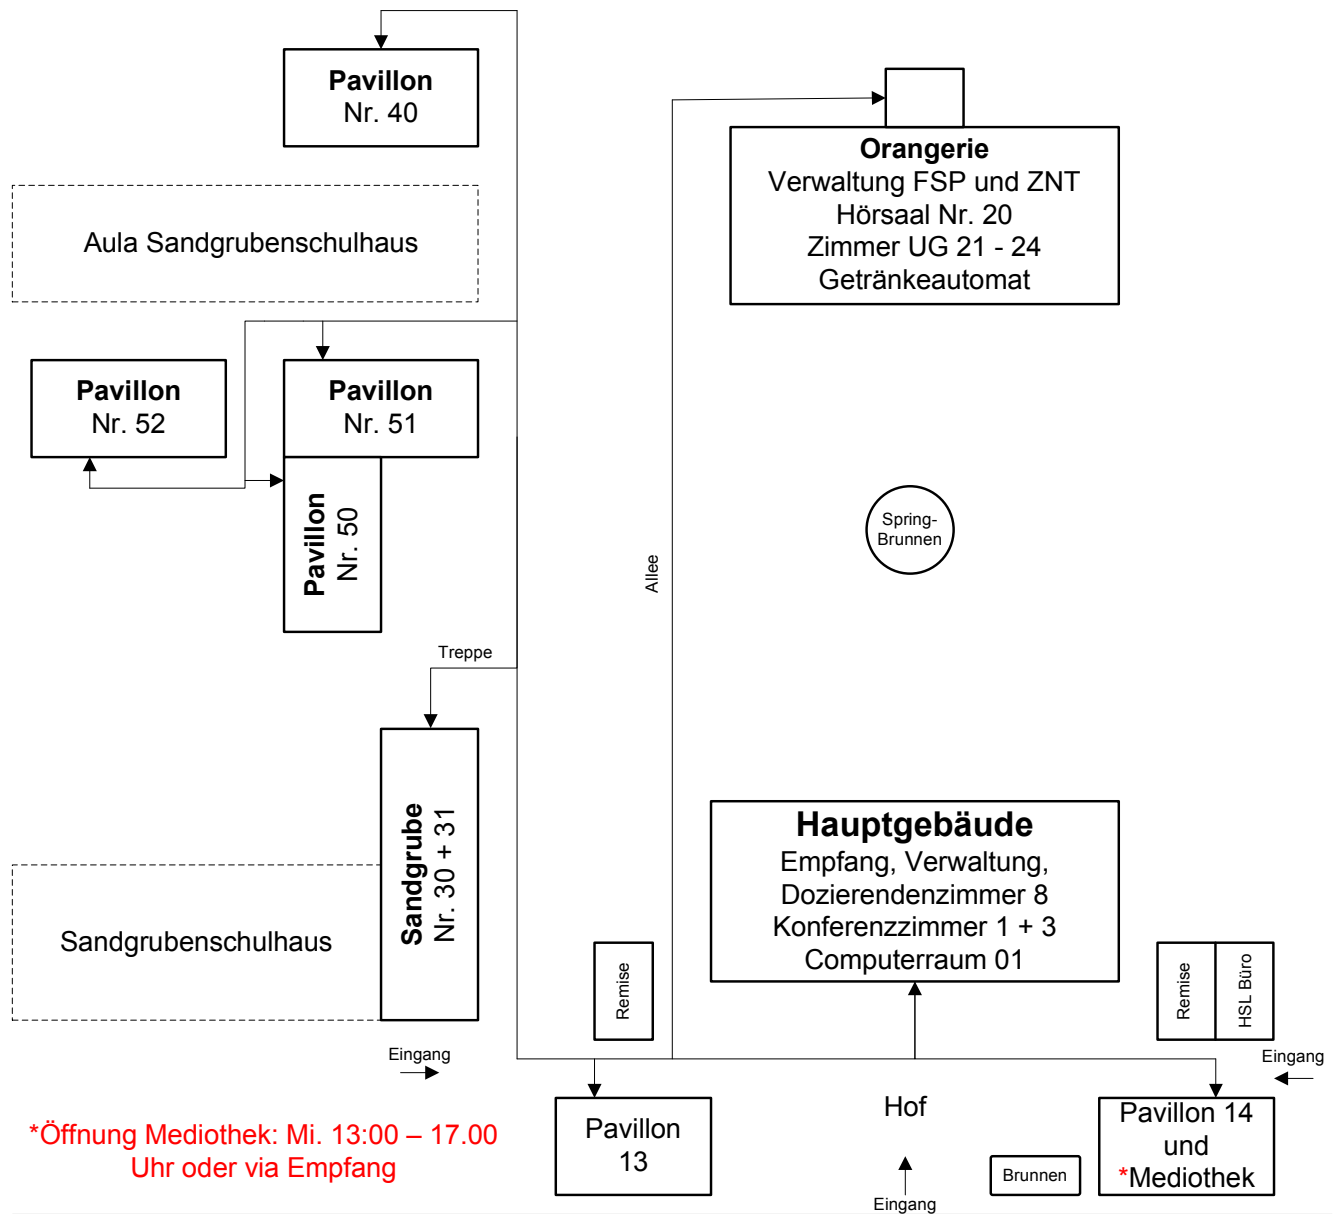 Pavillon
Nr. 40
Aula Sandgrubenschulhaus
Orangerie
Verwaltung FSP und ZNT
Hörsaal Nr. 20
Zimmer UG 21 - 24
Getränkeautomat
Pavillon
Nr. 52
Pavillon
Nr. 51
Pavillon
Nr. 50
Spring-
Brunnen
Allee
Treppe
Sandgrube
Nr. 30 + 31
Sandgrubenschulhaus
Hauptgebäude
Empfang, Verwaltung,
Dozierendenzimmer 8
Konferenzzimmer 1 + 3
Computerraum 01
Remise
Remise
HSL Büro
Eingang
Eingang
*Öffnung Mediothek: Mi. 13:00 – 17.00
Uhr oder via Empfang
Pavillon
13
Hof
Eingang
Brunnen
Pavillon 14
und
*Mediothek